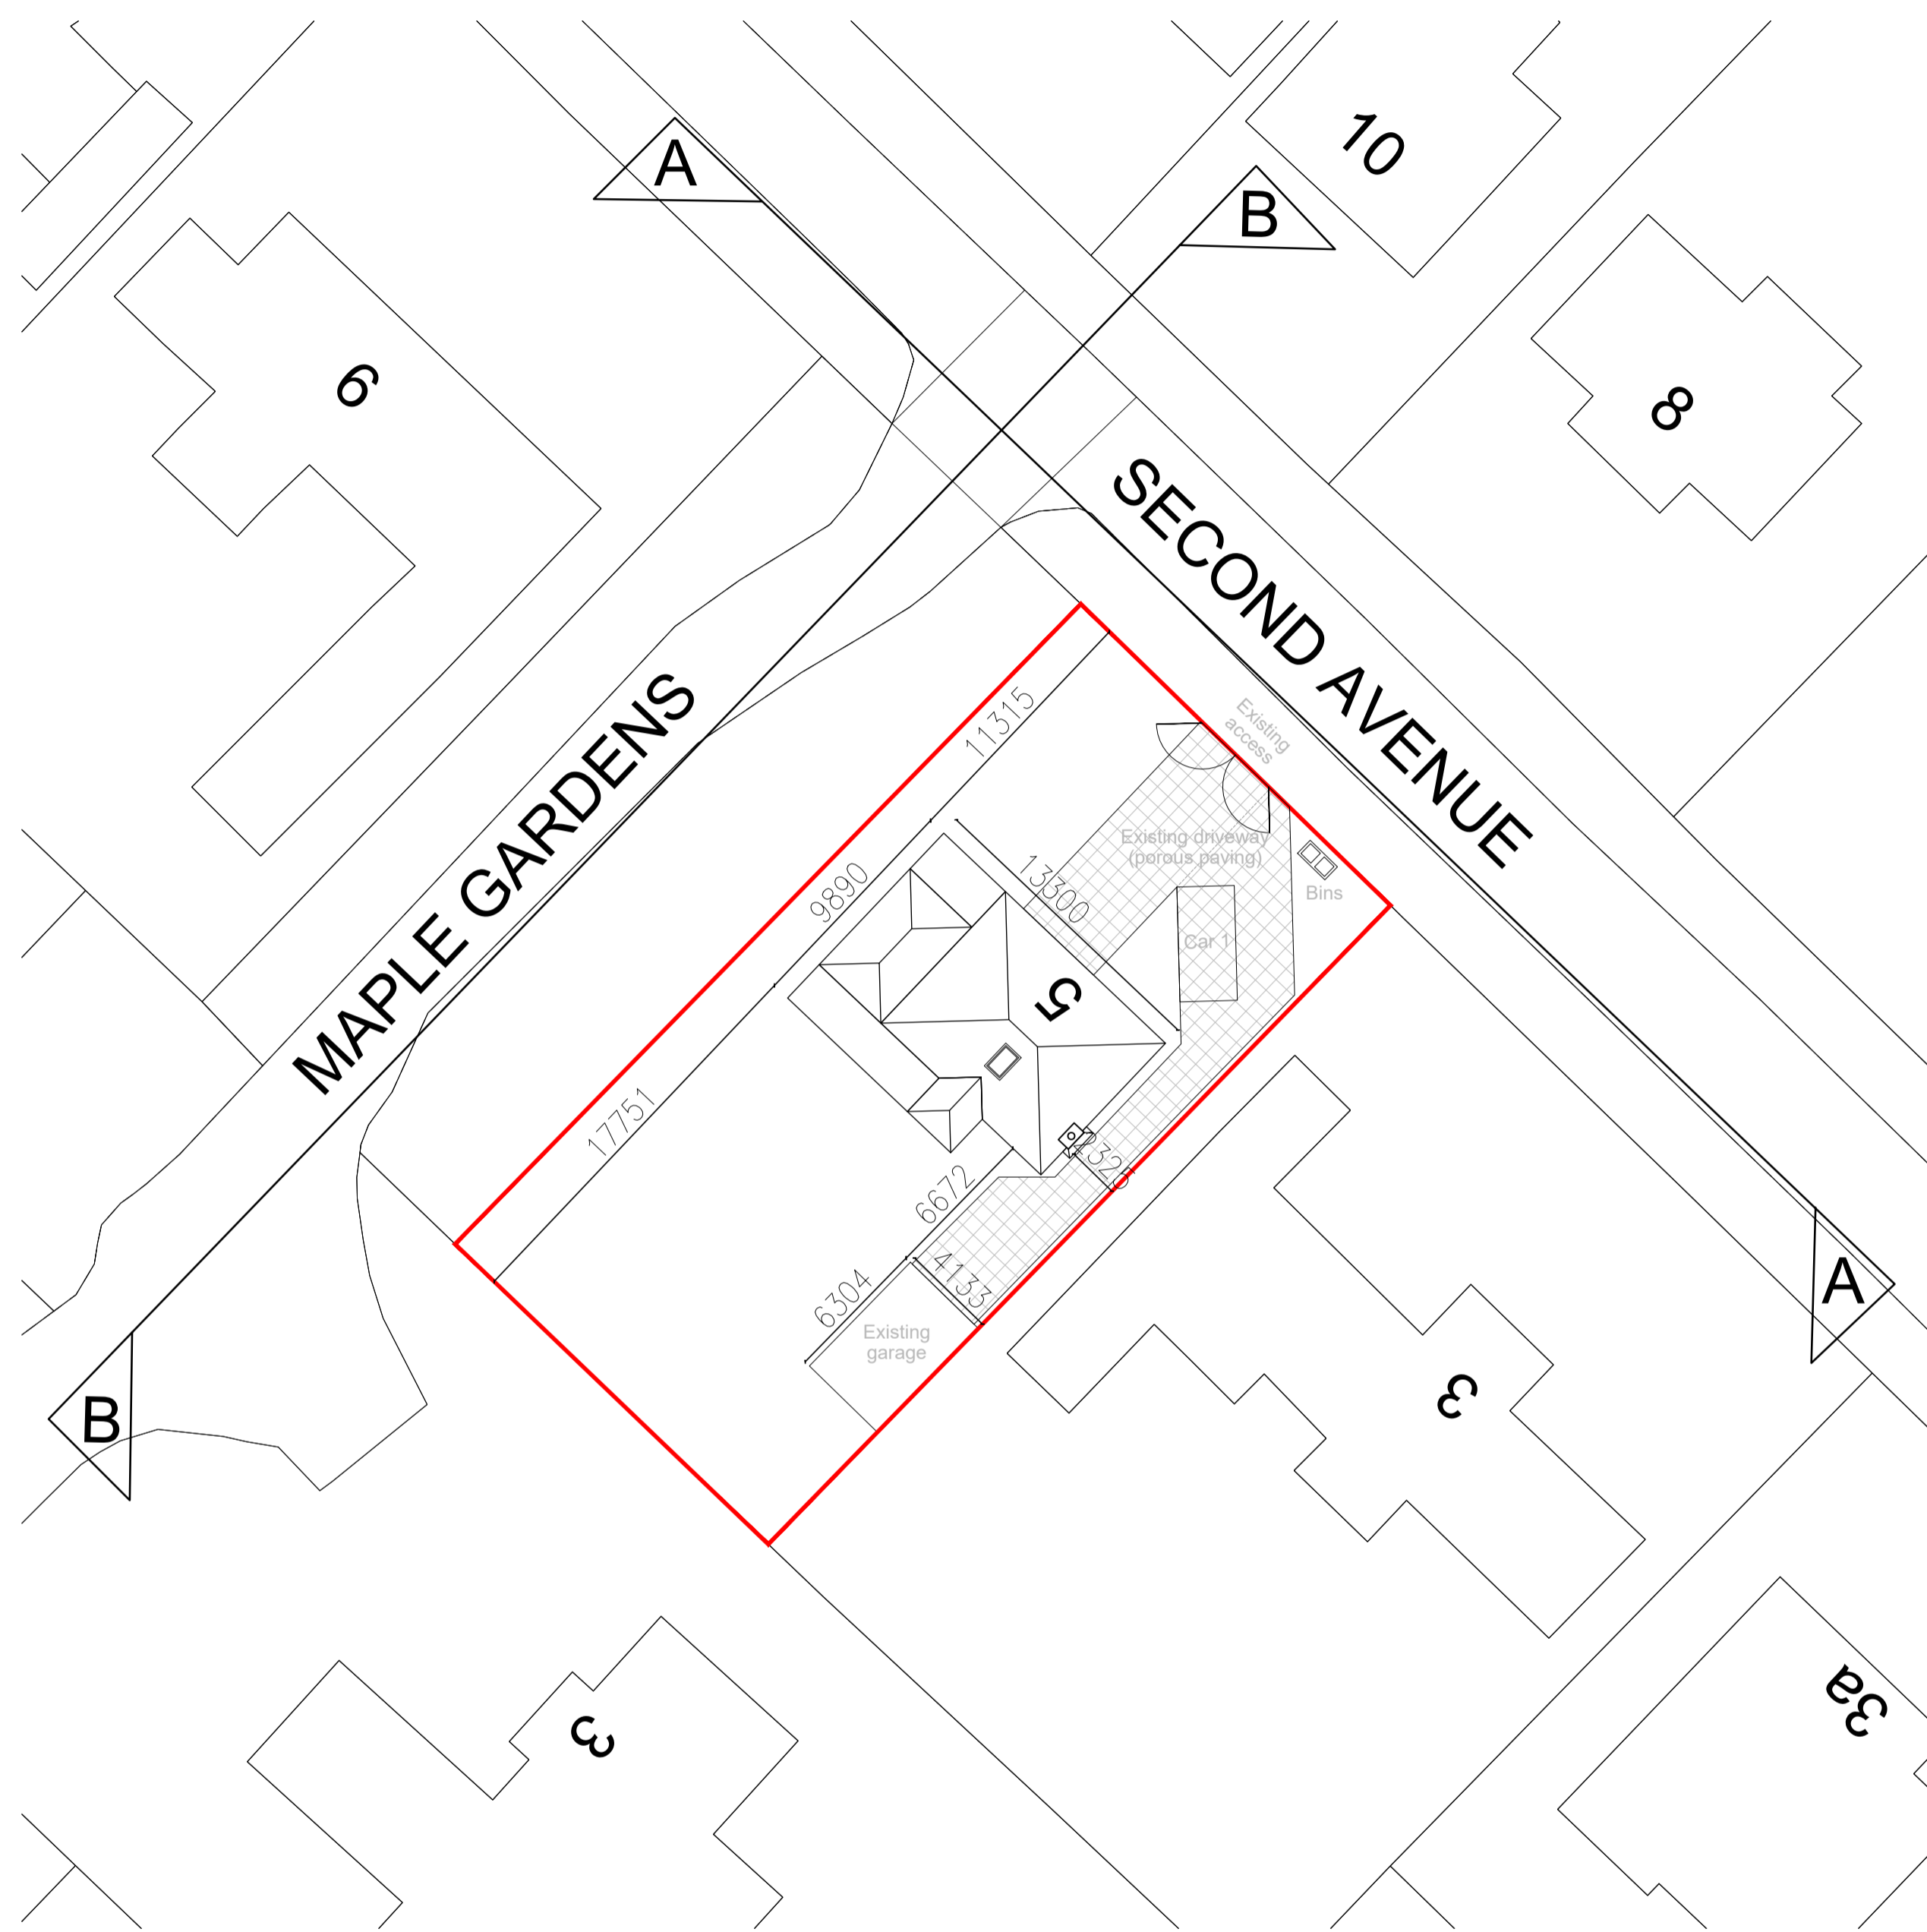 10
A
B
6
8
SECOND AVENUE
MAPLE GARDENS
11315
Existing
access
Existing driveway
(porous paving)
9890
13300
Bins
Car 1
5
17751
6672
4133
6304
Existing
garage
A
B
3
3
3a